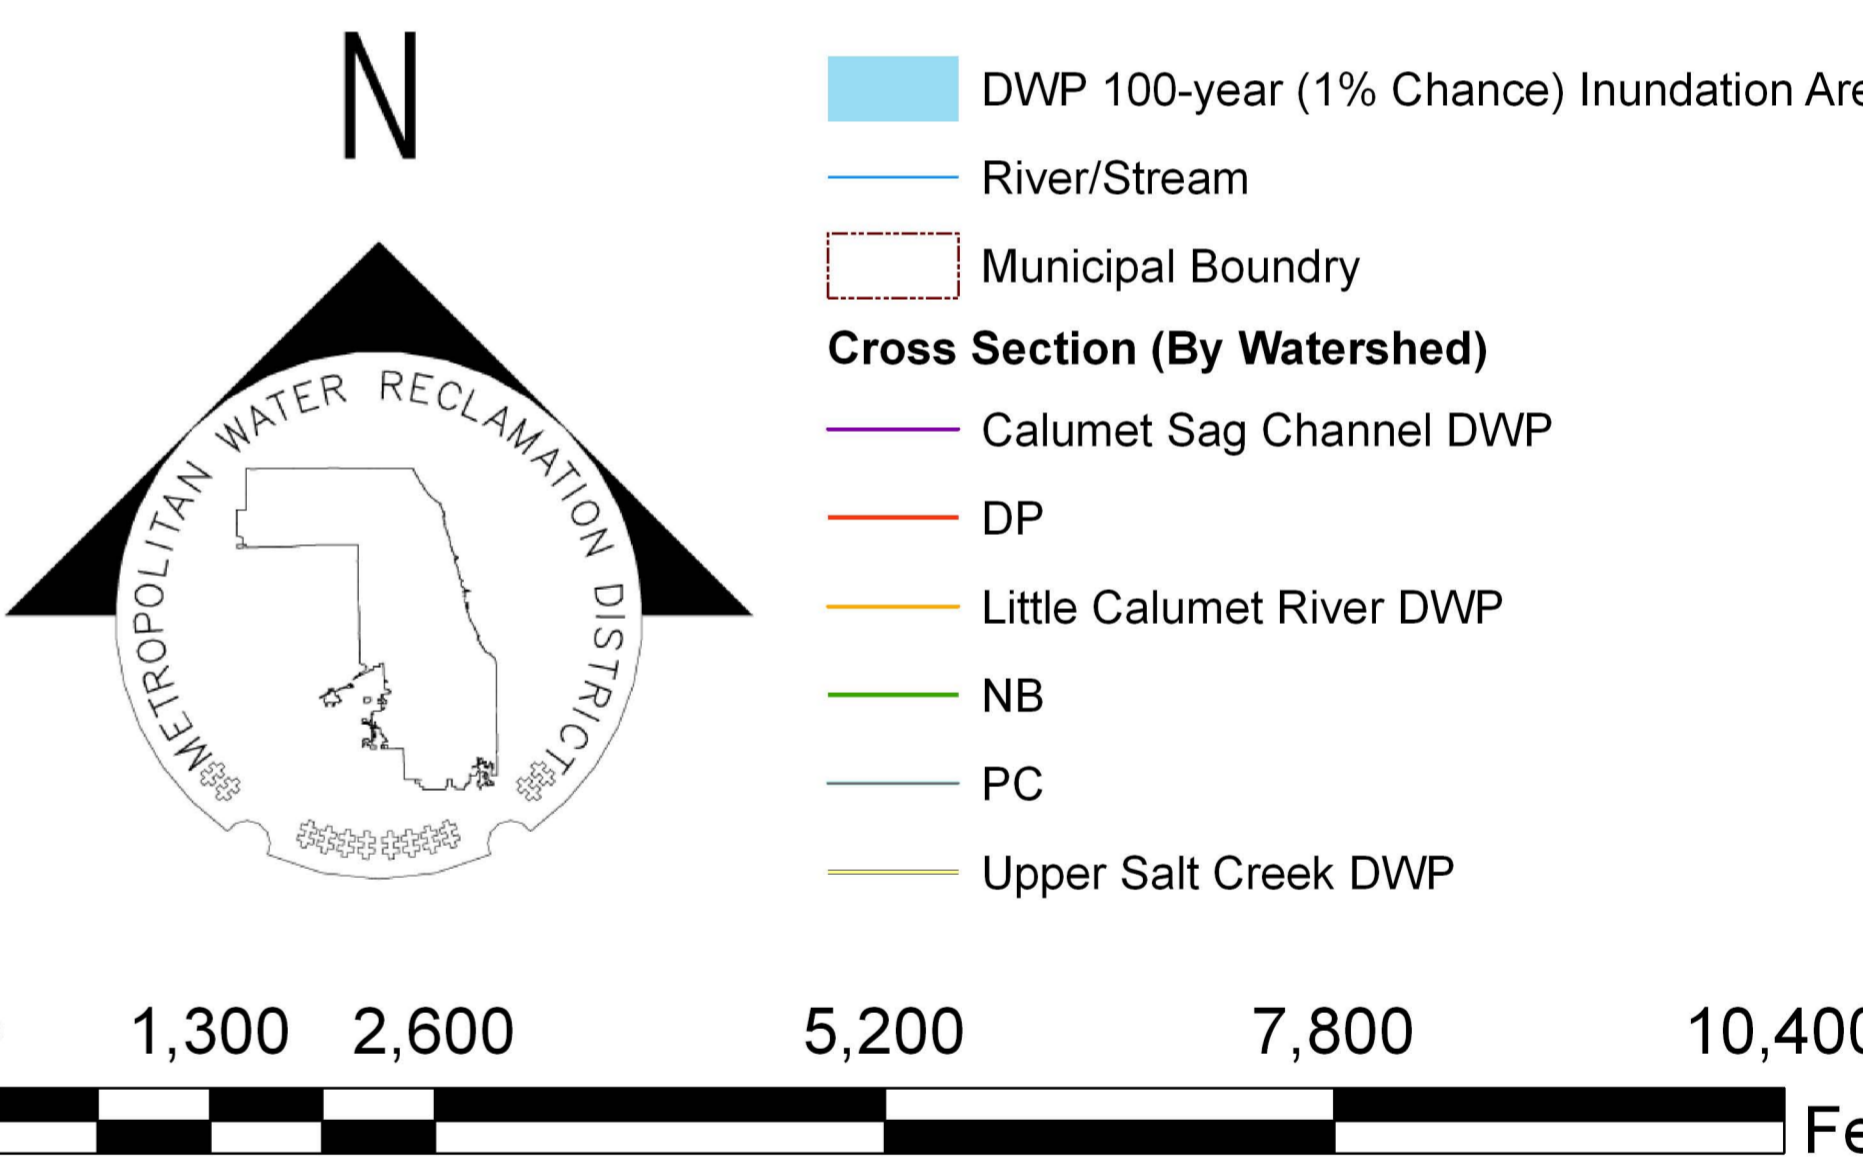 N
METROPOLITAN WATER RECLAMATION DISTRICT
DWP 100-year (1% Chance) Inundation Are
River/Stream
Municipal Boundry
Cross Section (By Watershed)
Calumet Sag Channel DWP
DP
Little Calumet River DWP
NB
PC
Upper Salt Creek DWP
1,300 2,600 5,200 7,800 10,400
Fe